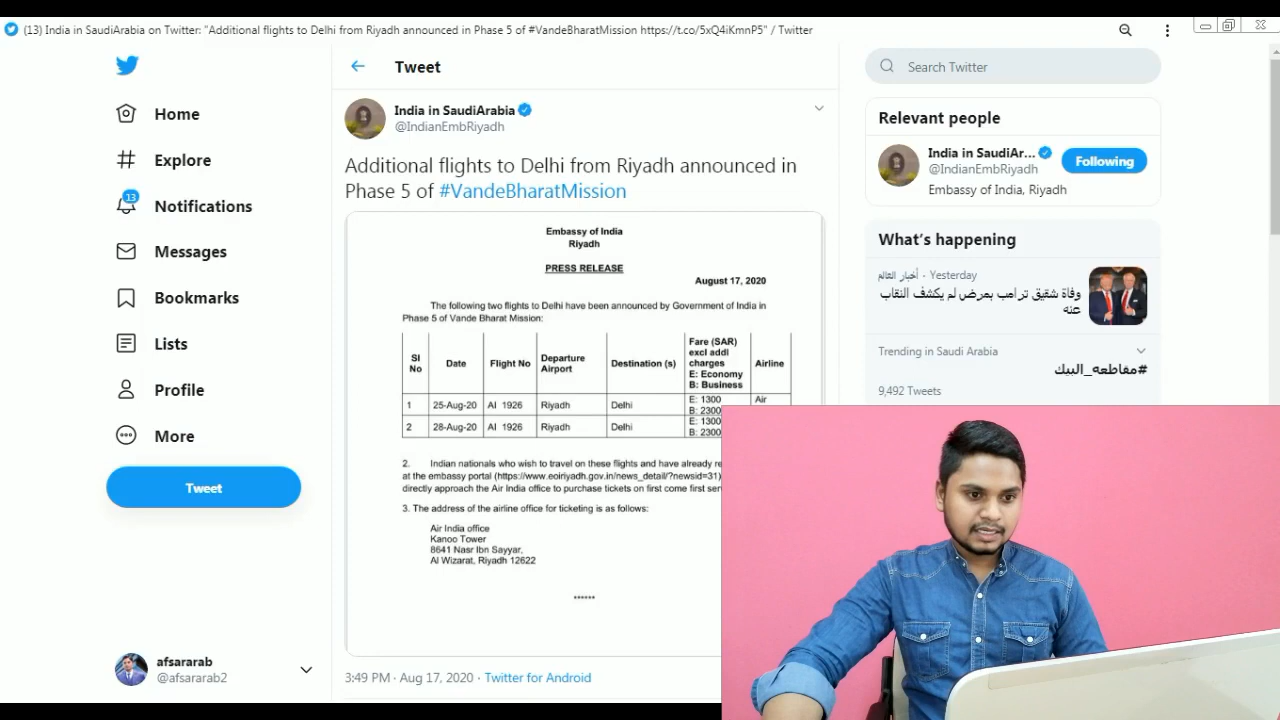 (13) India in SaudiArabia on Twitter: "Additional flights to Delhi from Riyadh announced in Phase 5 of #VandeBharatMission https://t.co/5xQ4iKmnP5" / Twitter
Home
Explore
13
Notifications
Messages
Bookmarks
Lists
Profile
More
Tweet
afsararab
@afsararab2
Tweet
India in SaudiArabia
@IndianEmbRiyadh
Additional flights to Delhi from Riyadh announced in
Phase 5 of #VandeBharatMission
Embassy of India
Riyadh
PRESS RELEASE
August 17, 2020
The following two flights to Delhi have been announced by Government of India in
Phase 5 of Vande Bharat Mission:
Sl No Date Flight No Departure Airport Destination (s) Fare (SAR) excl addl charges E: Economy B: Business Airline
1 25-Aug-20 AI 1926 Riyadh Delhi E: 1300 B: 2300 Air
2 28-Aug-20 AI 1926 Riyadh Delhi E: 1300 B: 2300
2. Indian nationals who wish to travel on these flights and have already
at the embassy portal (https://www.eoiriyadh.gov.in/news_detail/?newsid=31)
directly approach the Air India office to purchase tickets on first come first
3. The address of the airline office for ticketing is as follows:
Air India office
Kanoo Tower
8641 Nasr Ibn Sayyar,
Al Wizarat, Riyadh 12622
******
3:49 PM · Aug 17, 2020 · Twitter for Android
Search Twitter
Relevant people
India in SaudiAr...
@IndianEmbRiyadh
Following
Embassy of India, Riyadh
What's happening
أخبار العالم · Yesterday
وفاة شقيق ترامب بمرض لم يكشف النقاب
عنه
Trending in Saudi Arabia
#مقاطعه_البيك
9,492 Tweets